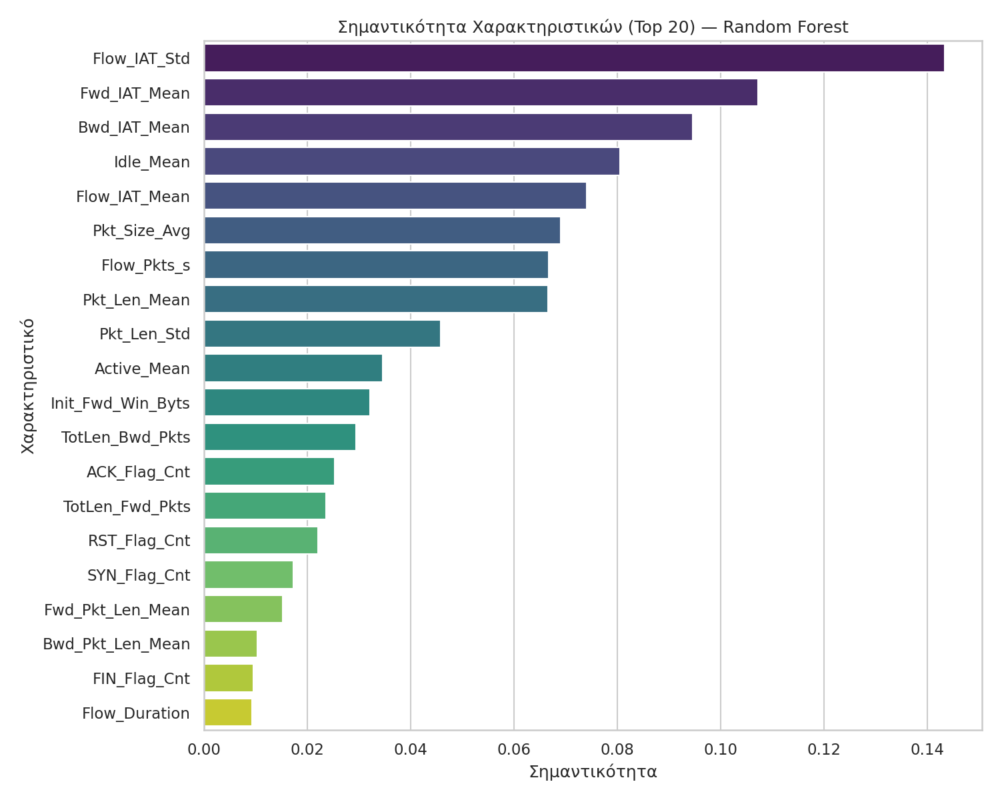 Σημαντικότητα Χαρακτηριστικών (Top 20) — Random Forest
Flow_IAT_Std
Fwd_IAT_Mean
Bwd_IAT_Mean
Idle_Mean
Flow_IAT_Mean
Pkt_Size_Avg
Flow_Pkts_s
Pkt_Len_Mean
Pkt_Len_Std
Active_Mean
Init_Fwd_Win_Byts
TotLen_Bwd_Pkts
ACK_Flag_Cnt
TotLen_Fwd_Pkts
RST_Flag_Cnt
SYN_Flag_Cnt
Fwd_Pkt_Len_Mean
Bwd_Pkt_Len_Mean
FIN_Flag_Cnt
Flow_Duration
Χαρακτηριστικό
0.00 0.02 0.04 0.06 0.08 0.10 0.12 0.14
Σημαντικότητα